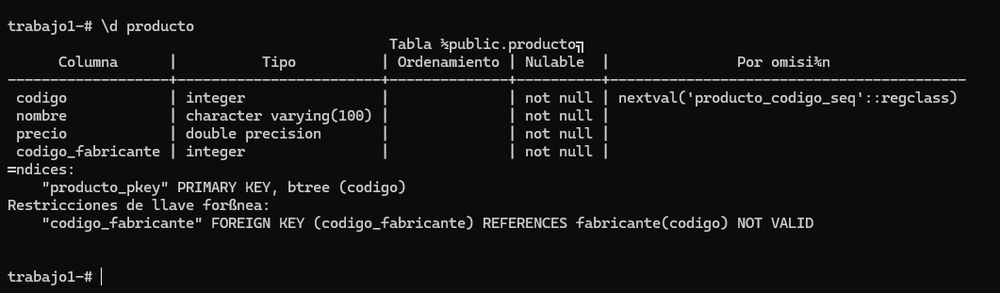 trabajo1-# \d producto
Tabla ½public.producto╗
Columna | Tipo | Ordenamiento | Nulable | Por omisi¾n
-------------------+------------------------+--------------+----------+-----------------------------------------
codigo | integer | | not null | nextval('producto_codigo_seq'::regclass)
nombre | character varying(100) | | not null |
precio | double precision | | not null |
codigo_fabricante | integer | | not null |
═ndices:
"producto_pkey" PRIMARY KEY, btree (codigo)
Restricciones de llave forßnea:
"codigo_fabricante" FOREIGN KEY (codigo_fabricante) REFERENCES fabricante(codigo) NOT VALID
trabajo1-#